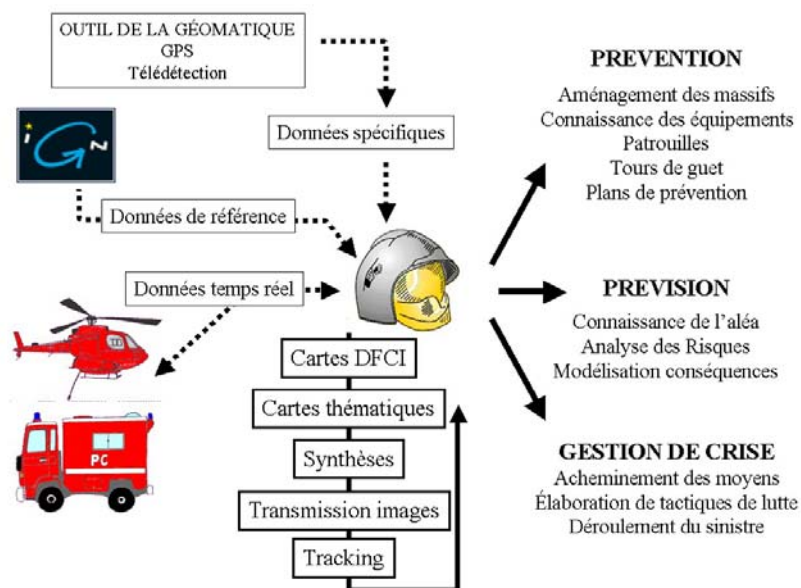 OUTIL DE LA GÉOMATIQUE
GPS
Télédétection
Données spécifiques
iGN
Données de référence
Données temps réel
PC
Cartes DFCI
Cartes thématiques
Synthèses
Transmission images
Tracking
PREVENTION
Aménagement des massifs
Connaissance des équipements
Patrouilles
Tours de guet
Plans de prévention
PREVISION
Connaissance de l'aléa
Analyse des Risques
Modélisation conséquences
GESTION DE CRISE
Acheminement des moyens
Élaboration de tactiques de lutte
Déroulement du sinistre